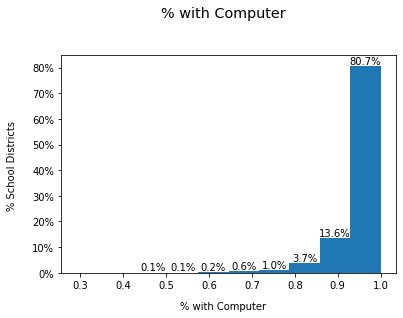 % with Computer
80%
70%
60%
50%
40%
30%
20%
10%
0%
% School Districts
0.1% 0.1% 0.2% 0.6% 1.0% 3.7% 13.6% 80.7%
0.3 0.4 0.5 0.6 0.7 0.8 0.9 1.0
% with Computer